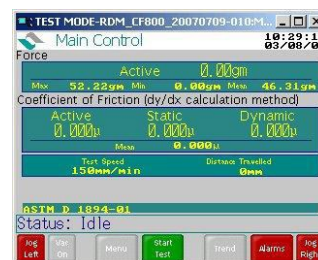 TEST MODE-RDM_CF800_20070709-010:M...
Main Control
10:29:1
03/08/0
Force
Active 0.00gm
Max 52.22gm Min 0.00gm Mean 46.31gm
Coefficient of Friction (dy/dx calculation method)
Active Static Dynamic
0.000µ 0.000µ 0.000µ
Mean 0.000µ
Test Speed Distance Travelled
150mm/min 0mm
ASTM D 1894-01
Status: Idle
Jog Left
Var On
Menu
Start Test
Trend
Alarms
Jog Righ